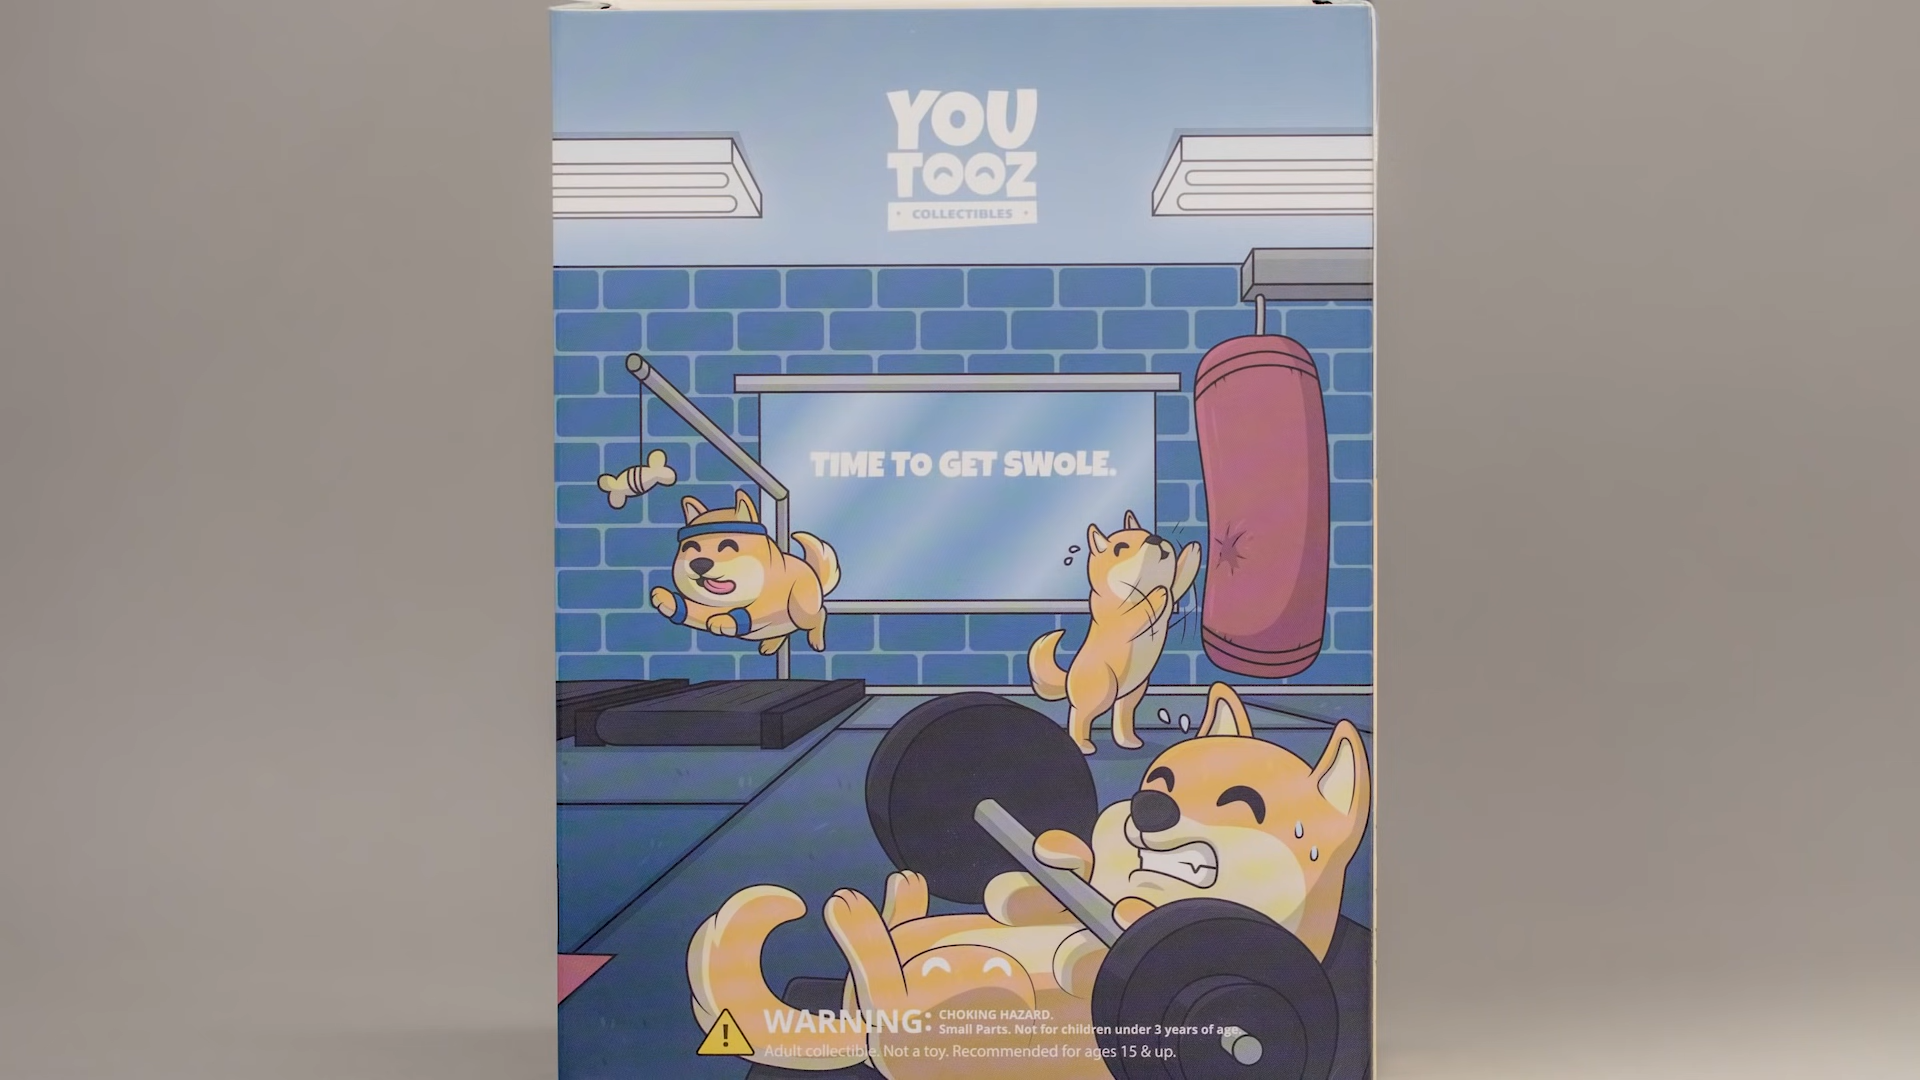 YOU
TOOZ
COLLECTIBLES
TIME TO GET SWOLE.
WARNING: CHOKING HAZARD.
Small Parts. Not for children under 3 years of age.
Adult collectible. Not a toy. Recommended for ages 15 & up.